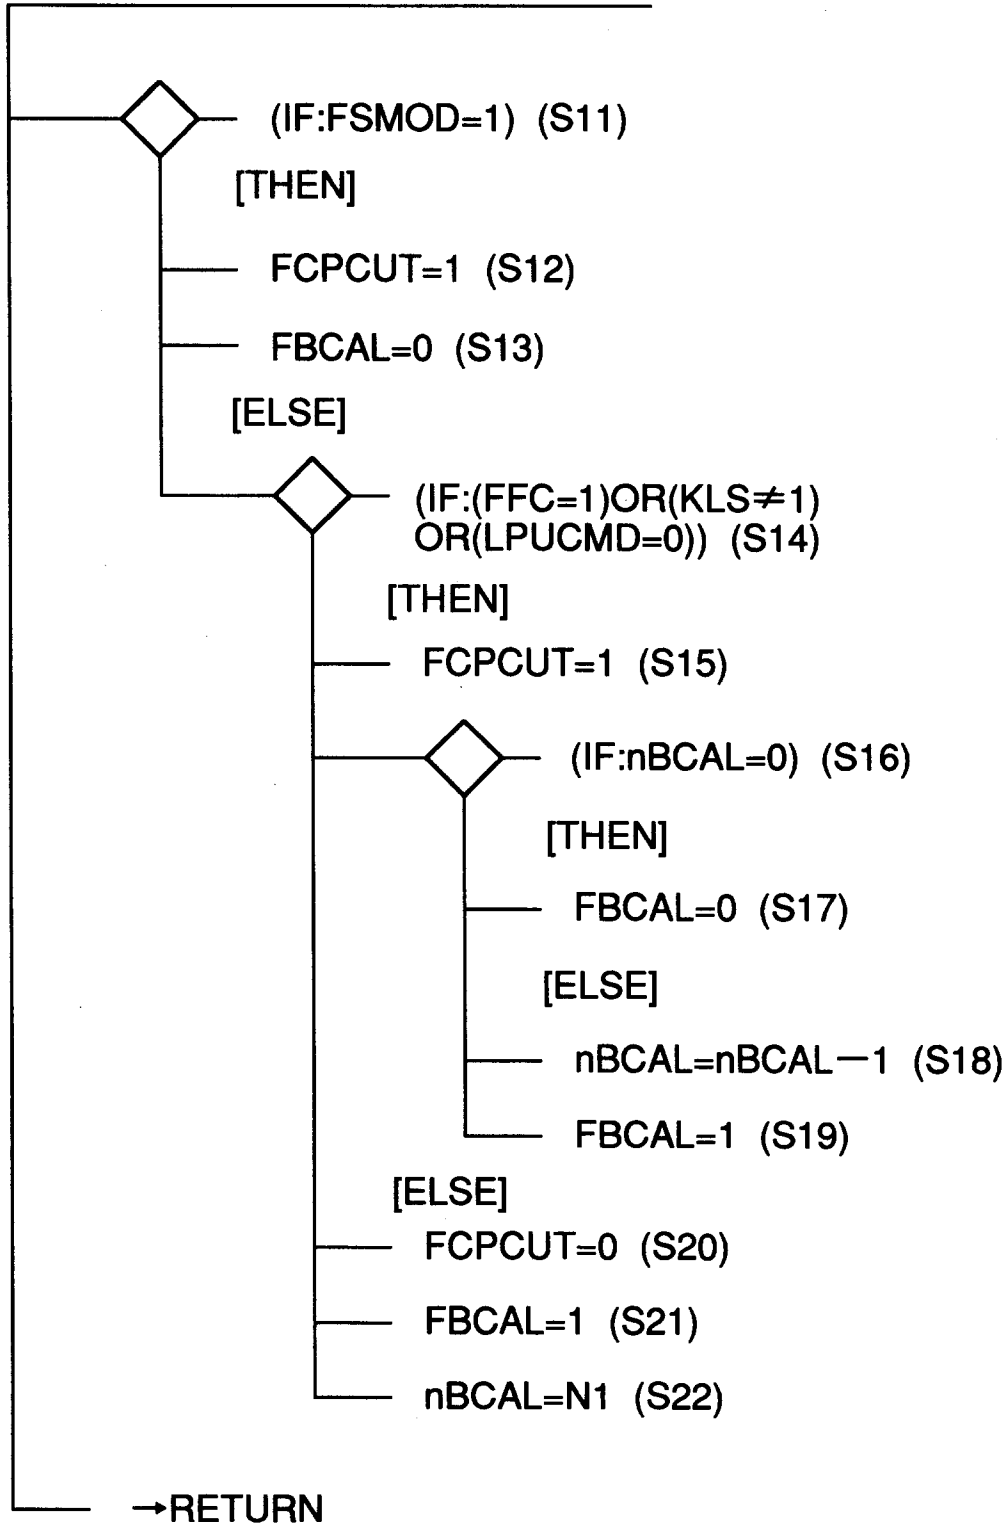 (IF:FSMOD=1) (S11)
[THEN]
FCPCUT=1 (S12)
FBCAL=0 (S13)
[ELSE]
(IF:(FFC=1)OR(KLS≠1)
OR(LPUCMD=0)) (S14)
[THEN]
FCPCUT=1 (S15)
(IF:nBCAL=0) (S16)
[THEN]
FBCAL=0 (S17)
[ELSE]
nBCAL=nBCAL−1 (S18)
FBCAL=1 (S19)
[ELSE]
FCPCUT=0 (S20)
FBCAL=1 (S21)
nBCAL=N1 (S22)
→RETURN